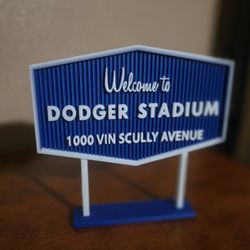 Welcome to
DODGER STADIUM
1000 VIN SCULLY AVENUE